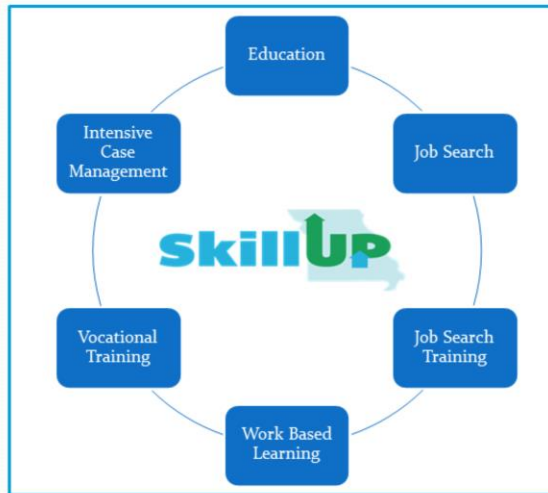 Education
Intensive
Case
Management
Job Search
SkillUP
Vocational
Training
Job Search
Training
Work Based
Learning